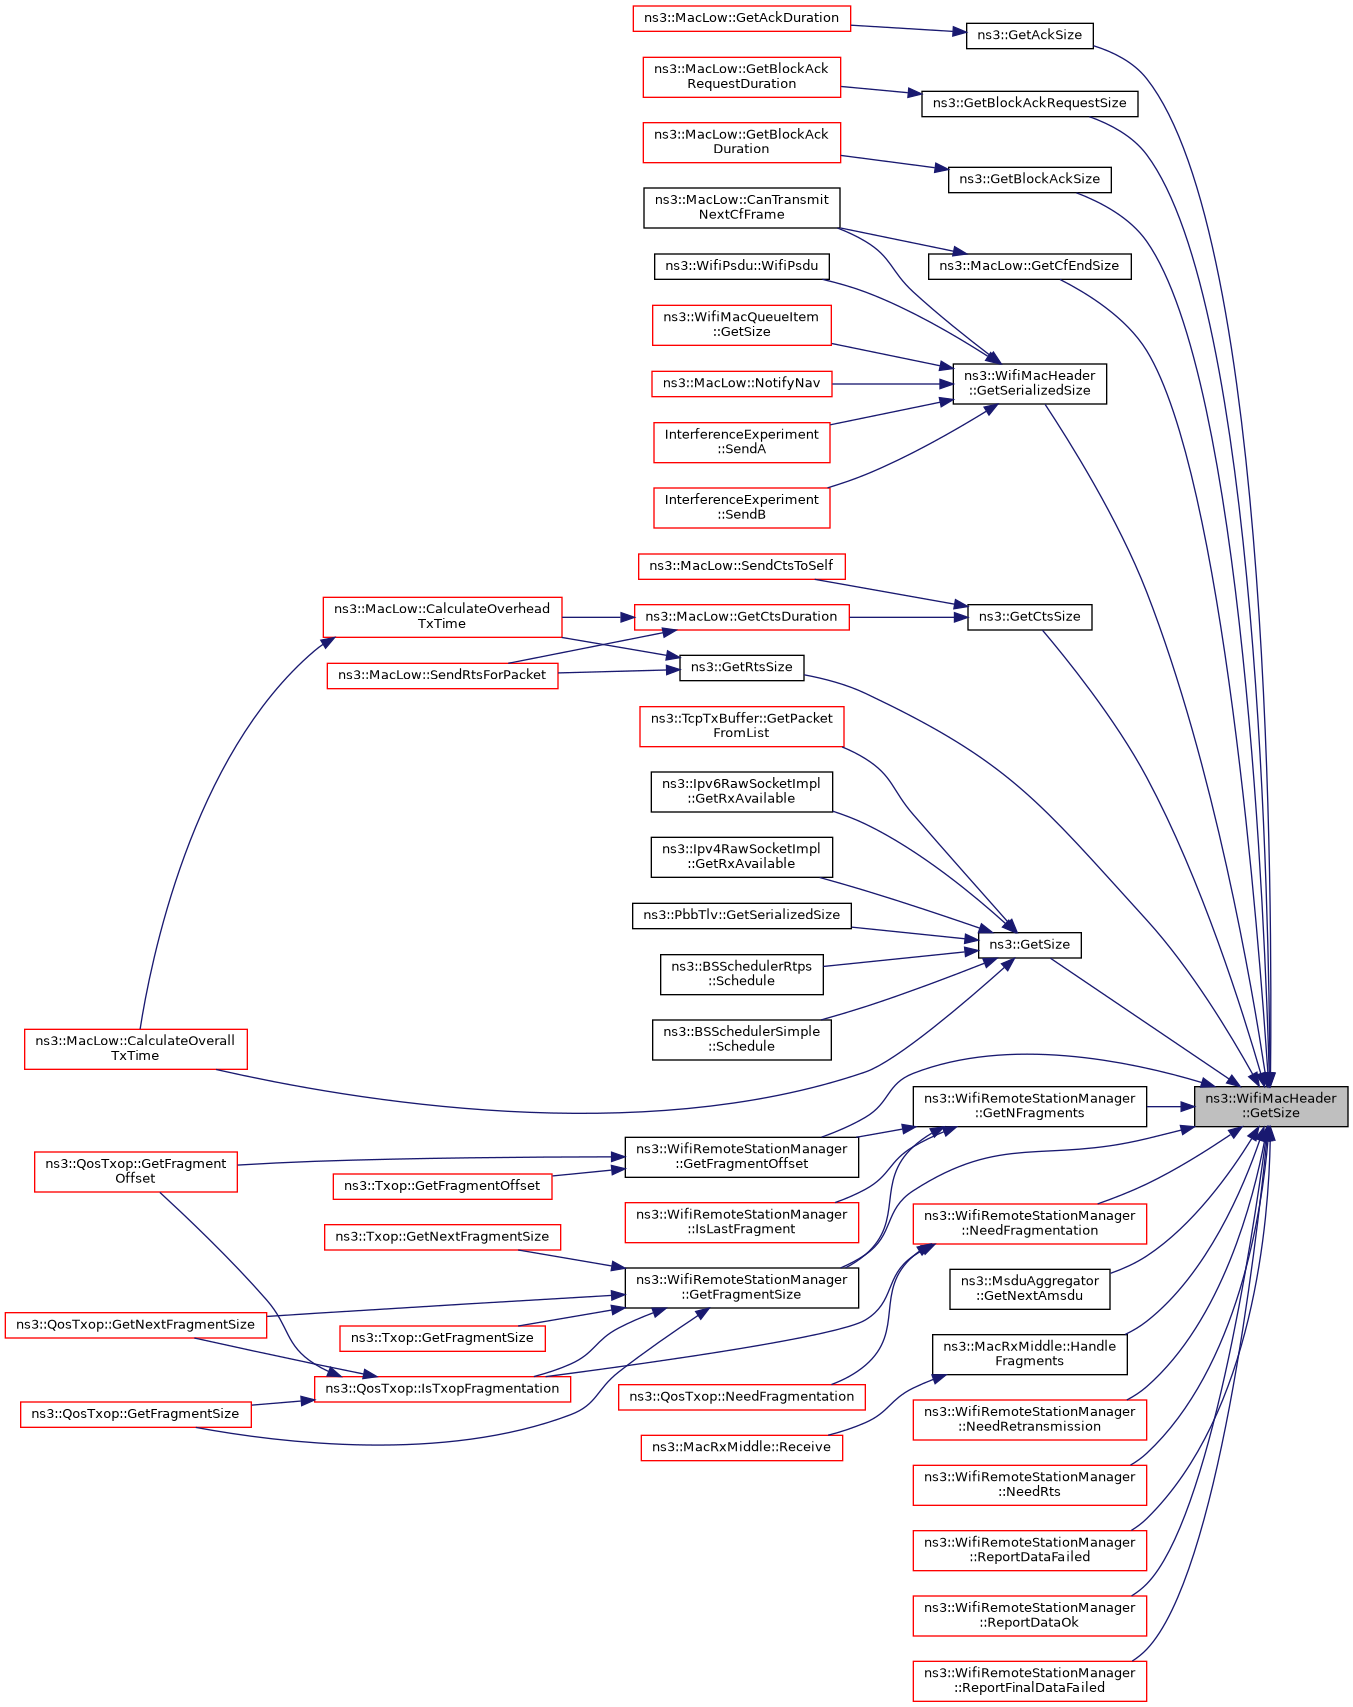 ns3::MacLow::GetAckDuration
ns3::GetAckSize
ns3::MacLow::GetBlockAck
RequestDuration
ns3::GetBlockAckRequestSize
ns3::MacLow::GetBlockAck
Duration
ns3::GetBlockAckSize
ns3::MacLow::CanTransmit
NextCfFrame
ns3::WifiPsdu::WifiPsdu
ns3::MacLow::GetCfEndSize
ns3::WifiMacQueueItem
::GetSize
ns3::MacLow::NotifyNav
ns3::WifiMacHeader
::GetSerializedSize
InterferenceExperiment
::SendA
InterferenceExperiment
::SendB
ns3::MacLow::SendCtsToSelf
ns3::MacLow::CalculateOverhead
TxTime
ns3::MacLow::GetCtsDuration
ns3::GetCtsSize
ns3::MacLow::SendRtsForPacket
ns3::GetRtsSize
ns3::TcpTxBuffer::GetPacket
FromList
ns3::Ipv6RawSocketImpl
::GetRxAvailable
ns3::Ipv4RawSocketImpl
::GetRxAvailable
ns3::PbbTlv::GetSerializedSize
ns3::GetSize
ns3::BSSchedulerRtps
::Schedule
ns3::BSSchedulerSimple
::Schedule
ns3::MacLow::CalculateOverall
TxTime
ns3::WifiRemoteStationManager
::GetNFragments
ns3::WifiMacHeader
::GetSize
ns3::QosTxop::GetFragment
Offset
ns3::WifiRemoteStationManager
::GetFragmentOffset
ns3::Txop::GetFragmentOffset
ns3::WifiRemoteStationManager
::IsLastFragment
ns3::WifiRemoteStationManager
::NeedFragmentation
ns3::Txop::GetNextFragmentSize
ns3::WifiRemoteStationManager
::GetFragmentSize
ns3::MsduAggregator
::GetNextAmsdu
ns3::QosTxop::GetNextFragmentSize
ns3::Txop::GetFragmentSize
ns3::MacRxMiddle::Handle
Fragments
ns3::QosTxop::IsTxopFragmentation
ns3::QosTxop::NeedFragmentation
ns3::QosTxop::GetFragmentSize
ns3::WifiRemoteStationManager
::NeedRetransmission
ns3::MacRxMiddle::Receive
ns3::WifiRemoteStationManager
::NeedRts
ns3::WifiRemoteStationManager
::ReportDataFailed
ns3::WifiRemoteStationManager
::ReportDataOk
ns3::WifiRemoteStationManager
::ReportFinalDataFailed